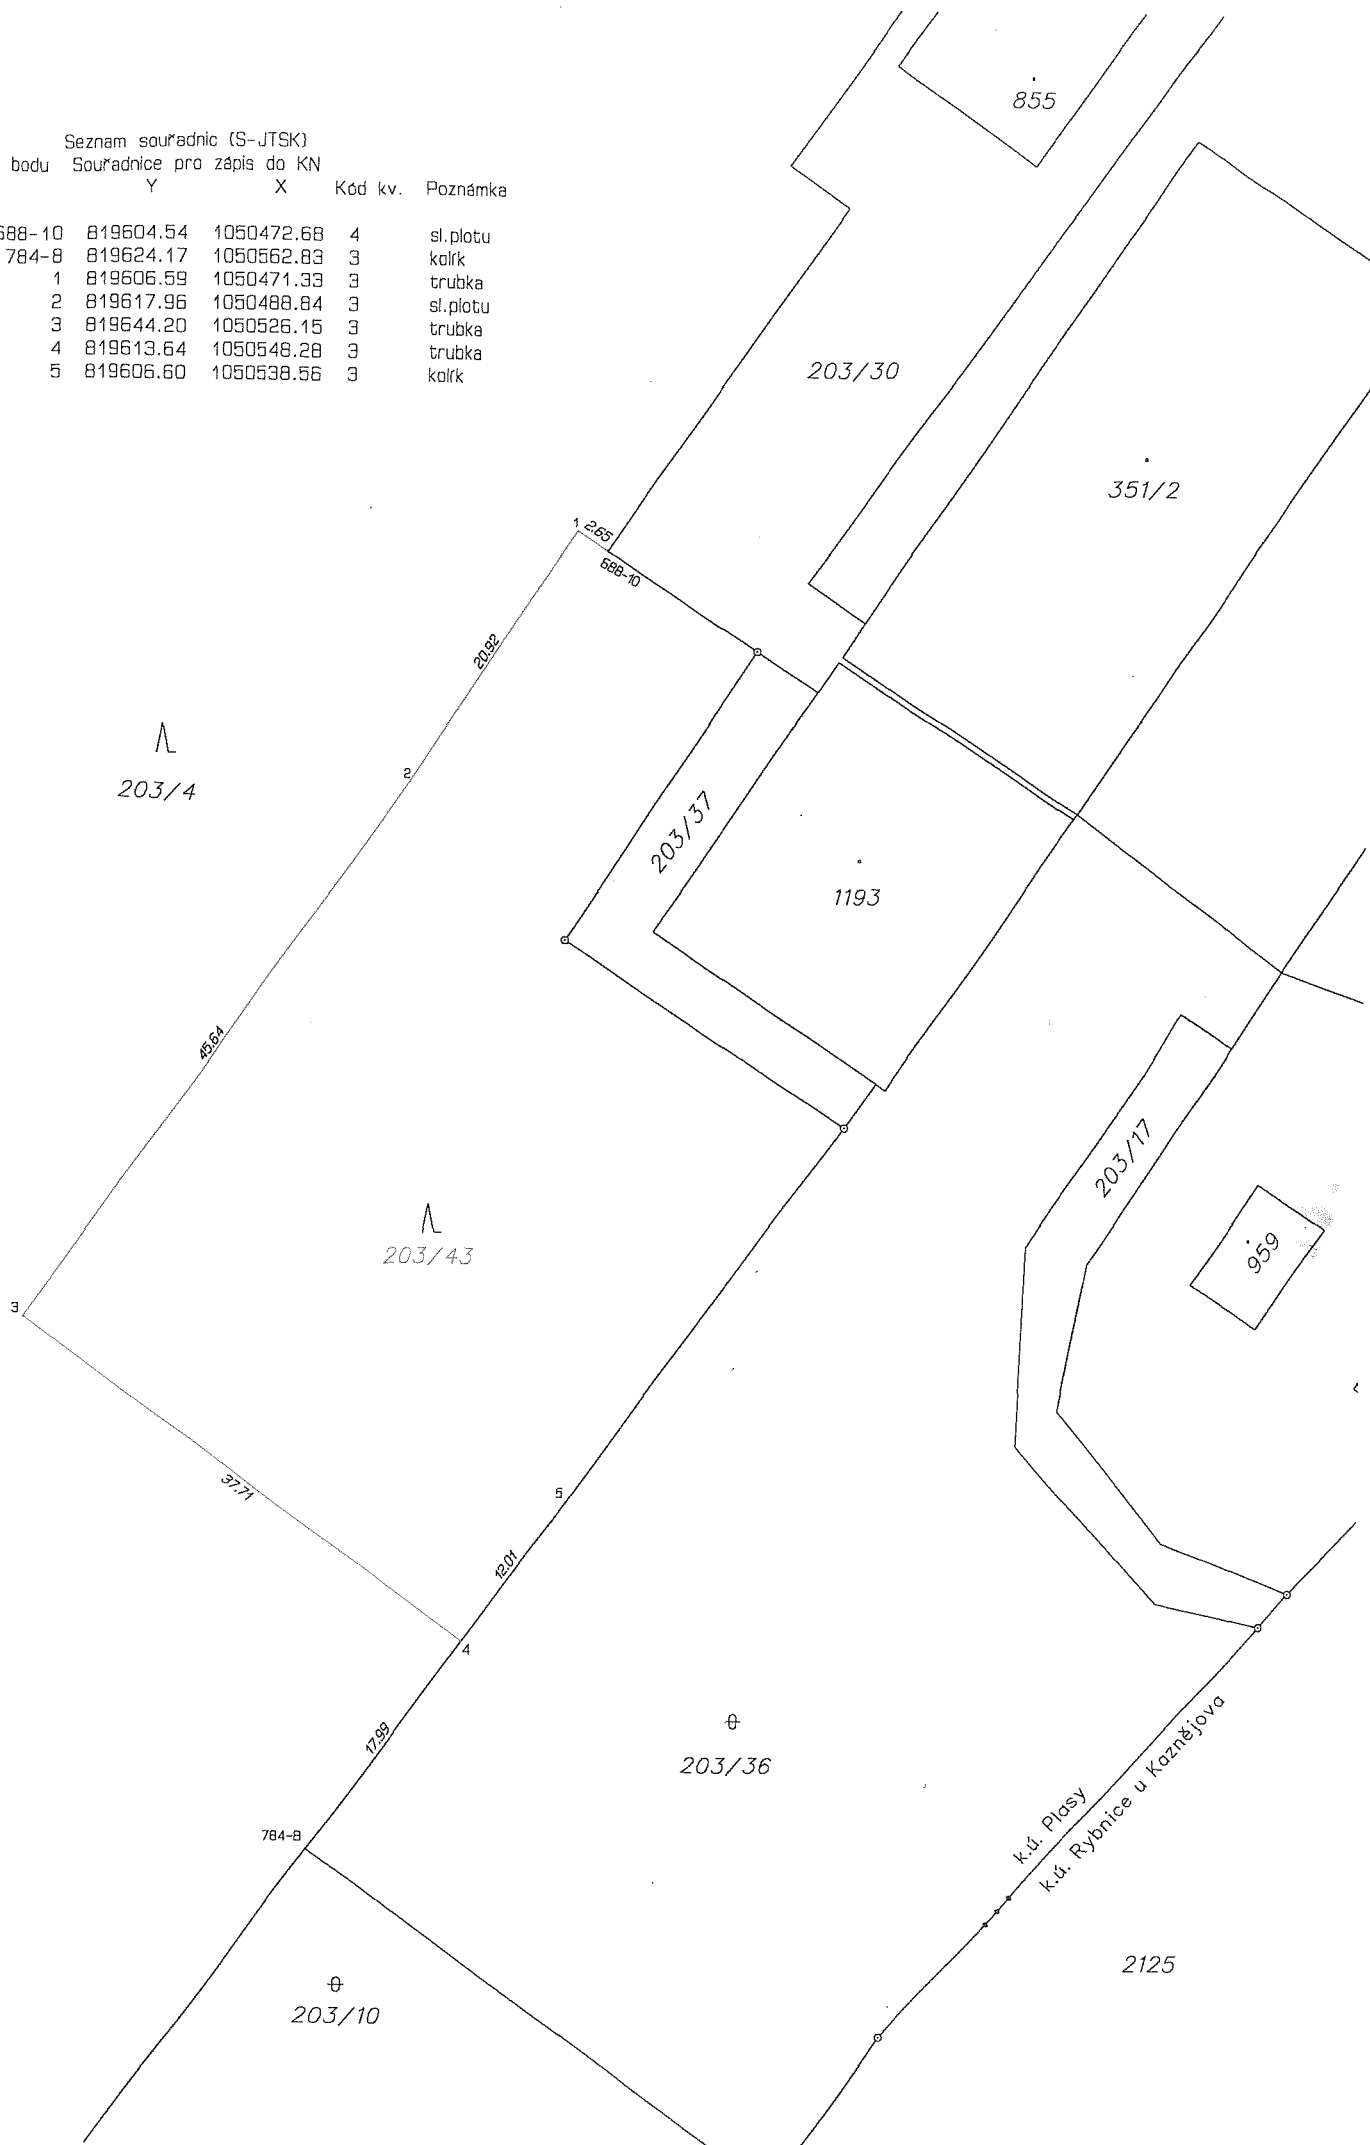 Seznam souřadnic (S-JTSK)
bodu Souřadnice pro zápis do KN
Y X Kód kv. Poznámka
688-10 819604.54 1050472.68 4 sl.plotu
784-8 819624.17 1050562.83 3 kolík
1 819606.59 1050471.33 3 trubka
2 819617.96 1050488.84 3 sl.plotu
3 819644.20 1050526.15 3 trubka
4 819613.64 1050548.28 3 trubka
5 819606.60 1050538.56 3 kolík
855
203/30
351/2
1
2.65
688-10
20.92
2
203/4
203/37
1193
45.64
203/17
203/43
959
3
37.71
5
12.01
4
17.99
203/36
k.ú. Plasy
k.ú. Rybnice u Kaznějova
784-8
2125
203/10